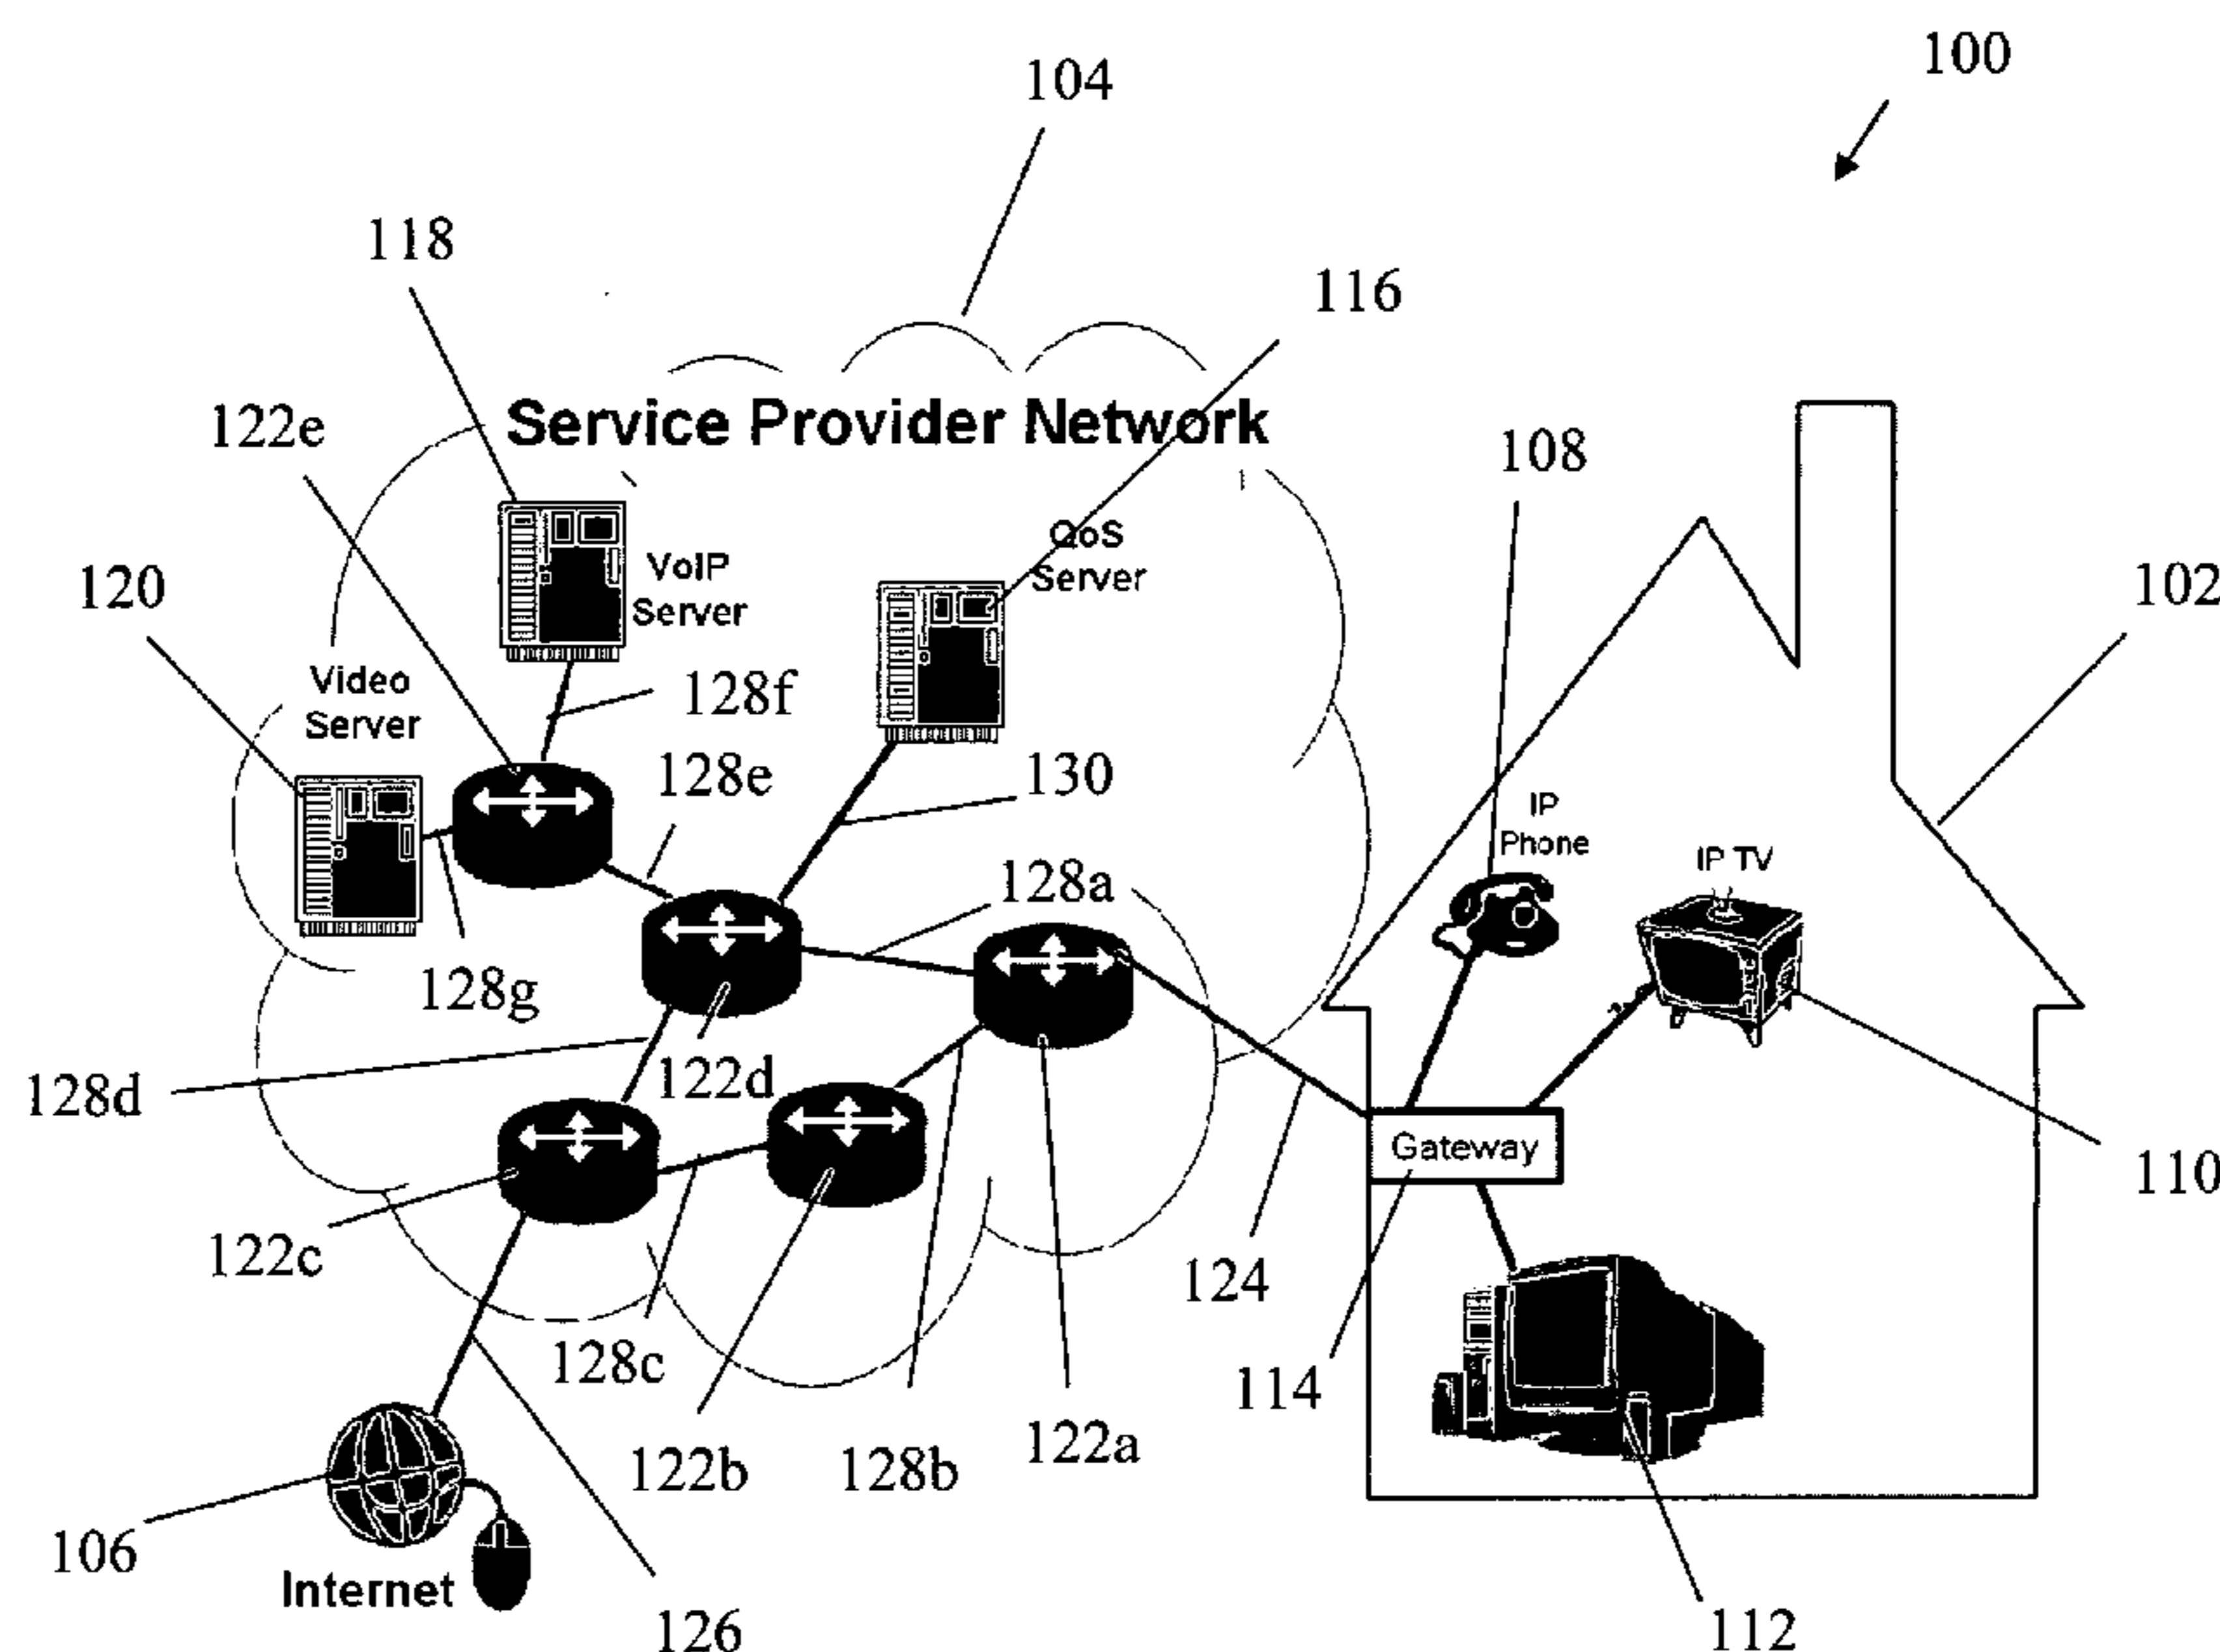 100
104
118
116
Service Provider Network
122e
108
QoS
Server
VoIP
Server
120
102
Video
Server
128f
128e
130
IP
Phone
IP TV
128a
128g
122d
128d
Gateway
110
122c
124
128c
114
122b
128b
122a
106
Internet
126
112